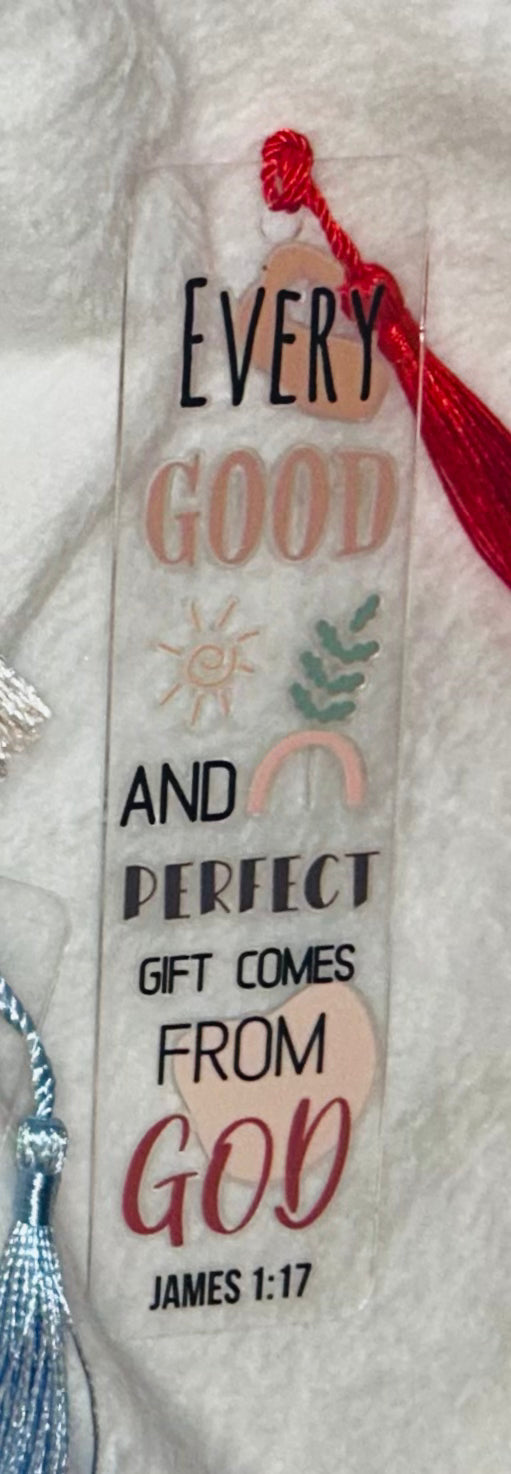 EVERY
GOOD
AND
PERFECT
GIFT COMES
FROM
GOD
JAMES 1:17